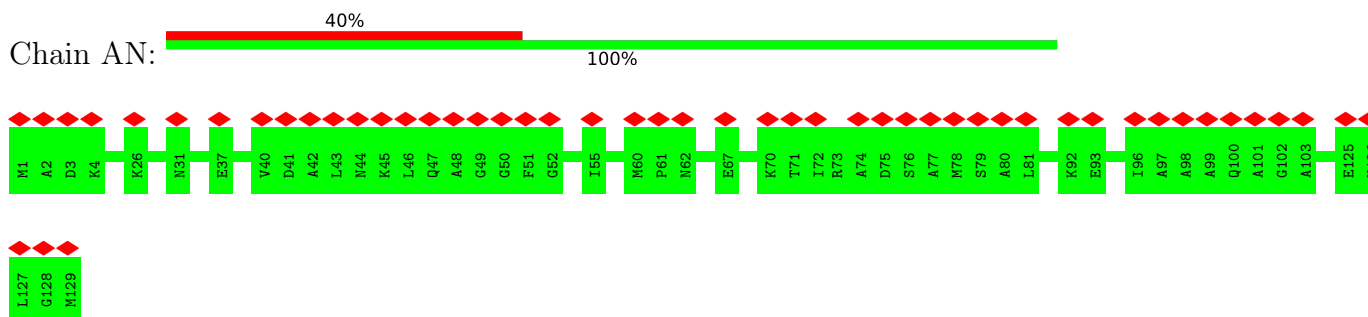 40%
Chain AN:
100%
M1 A2 D3 K4 K26 N31 E37 V40 D41 A42 L43 N44 K45 L46 Q47 A48 G49 G50 F51 G52 I55 M60 P61 N62 E67 K70 T71 I72 R73 A74 D75 S76 A77 M78 S79 A80 L81 K92 E93 I96 A97 A98 A99 Q100 A101 G102 A103 E125
L127 G128 M129